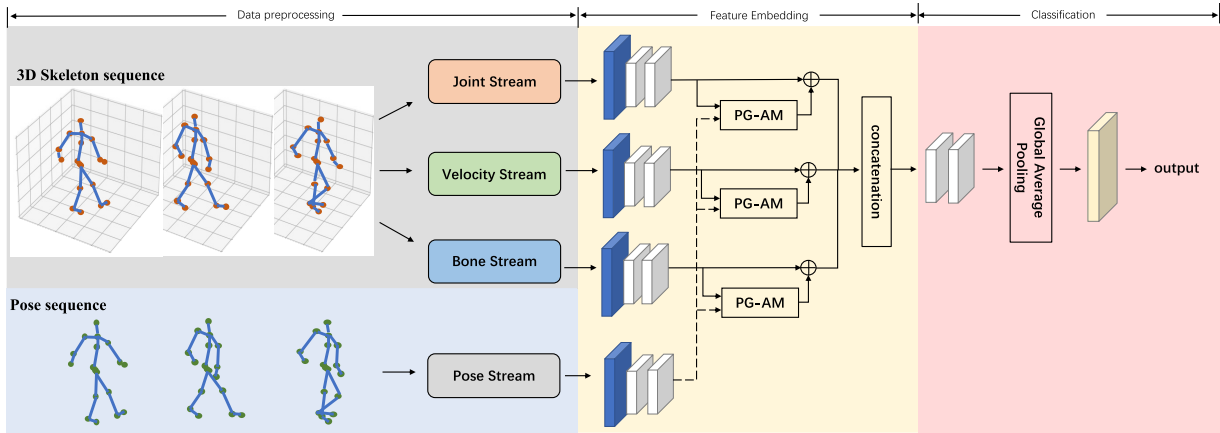 Data preprocessing
Feature Embedding
Classification
3D Skeleton sequence
Joint Stream
Velocity Stream
Bone Stream
Pose sequence
Pose Stream
PG-AM
PG-AM
PG-AM
concatenation
Global Average
Pooling
output